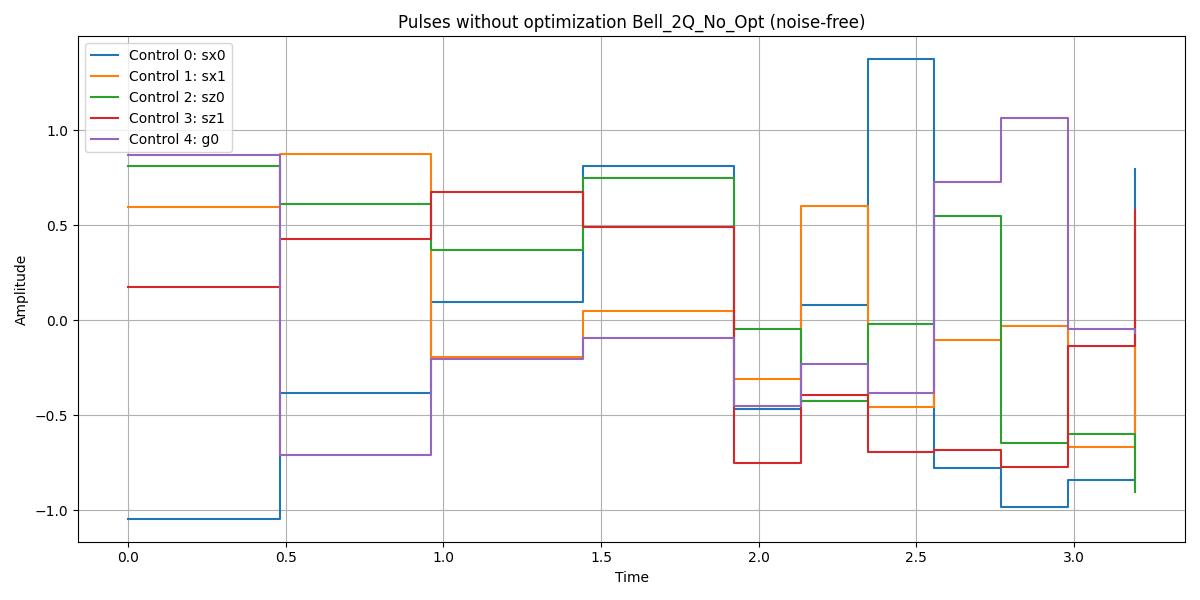 Pulses without optimization Bell_2Q_No_Opt (noise-free)
Control 0: sx0
Control 1: sx1
Control 2: sz0
Control 3: sz1
Control 4: g0
Amplitude
1.0
0.5
0.0
−0.5
−1.0
0.0 0.5 1.0 1.5 2.0 2.5 3.0
Time